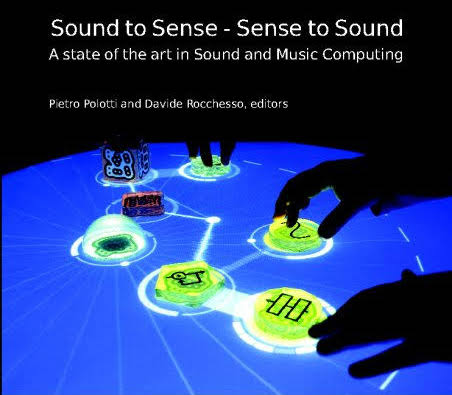 Sound to Sense - Sense to Sound
A state of the art in Sound and Music Computing
Pietro Polotti and Davide Rocchesso, editors